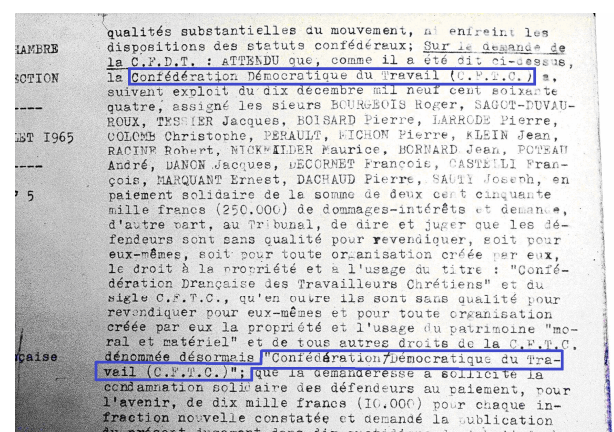 qualités substantielles du mouvement, ni enfreint les
HAMBRE dispositions des statuts confédéraux; Sur la demande de
la C.F.D.T. : ATTENDU que, comme il a été dit ci-dessus,
SECTION la Confédération Démocratique du Travail (C.F.T.C.) a,
suivant exploit du dix décembre mil neuf cent soixante
---- quatre, assigné les sieurs BOURGEOIS Roger, SAGOT-DUVAU-
ROUX, TESSIER Jacques, BOISARD Pierre, LARRODE Pierre,
LET 1965 COLOMB Christophe, PERAULT, MICHON Pierre, KLEIN Jean,
RACINE Robert, NICKMILDER Maurice, BORNARD Jean, POTEAU
---- André, DANON Jacques, DECORNET François, CASTELLI Fran-
çois, MARQUANT Ernest, DACHAUD Pierre, SAUTY Joseph, en
° 5 paiement solidaire de la somme de deux cent cinquante
mille francs (250.000) de dommages-intérêts et demande,
d'autre part, au Tribunal, de dire et juger que les dé-
fendeurs sont sans qualité pour revendiquer, soit pour
eux-mêmes, soit pour toute organisation créée par eux,
le droit à la propriété et à l'usage du titre : "Confé-
dération Drançaise des Travailleurs Chrétiens" et du
sigle C.F.T.C., qu'en outre ils sont sans qualité pour
revendiquer pour eux-mêmes et pour toute organisation
créée par eux la propriété et l'usage du patrimoine "mo-
ral et matériel" et de tous autres droits de la C.F.T.C.
çaise dénommée désormais "Confédération/Démocratique du Tra-
vail (C.F.T.C.)"; que la demanderesse a sollicité la
condamnation solidaire des défendeurs au paiement, pour
l'avenir, de dix mille francs (10.000) pour chaque in-
fraction nouvelle constatée et demandé la publication